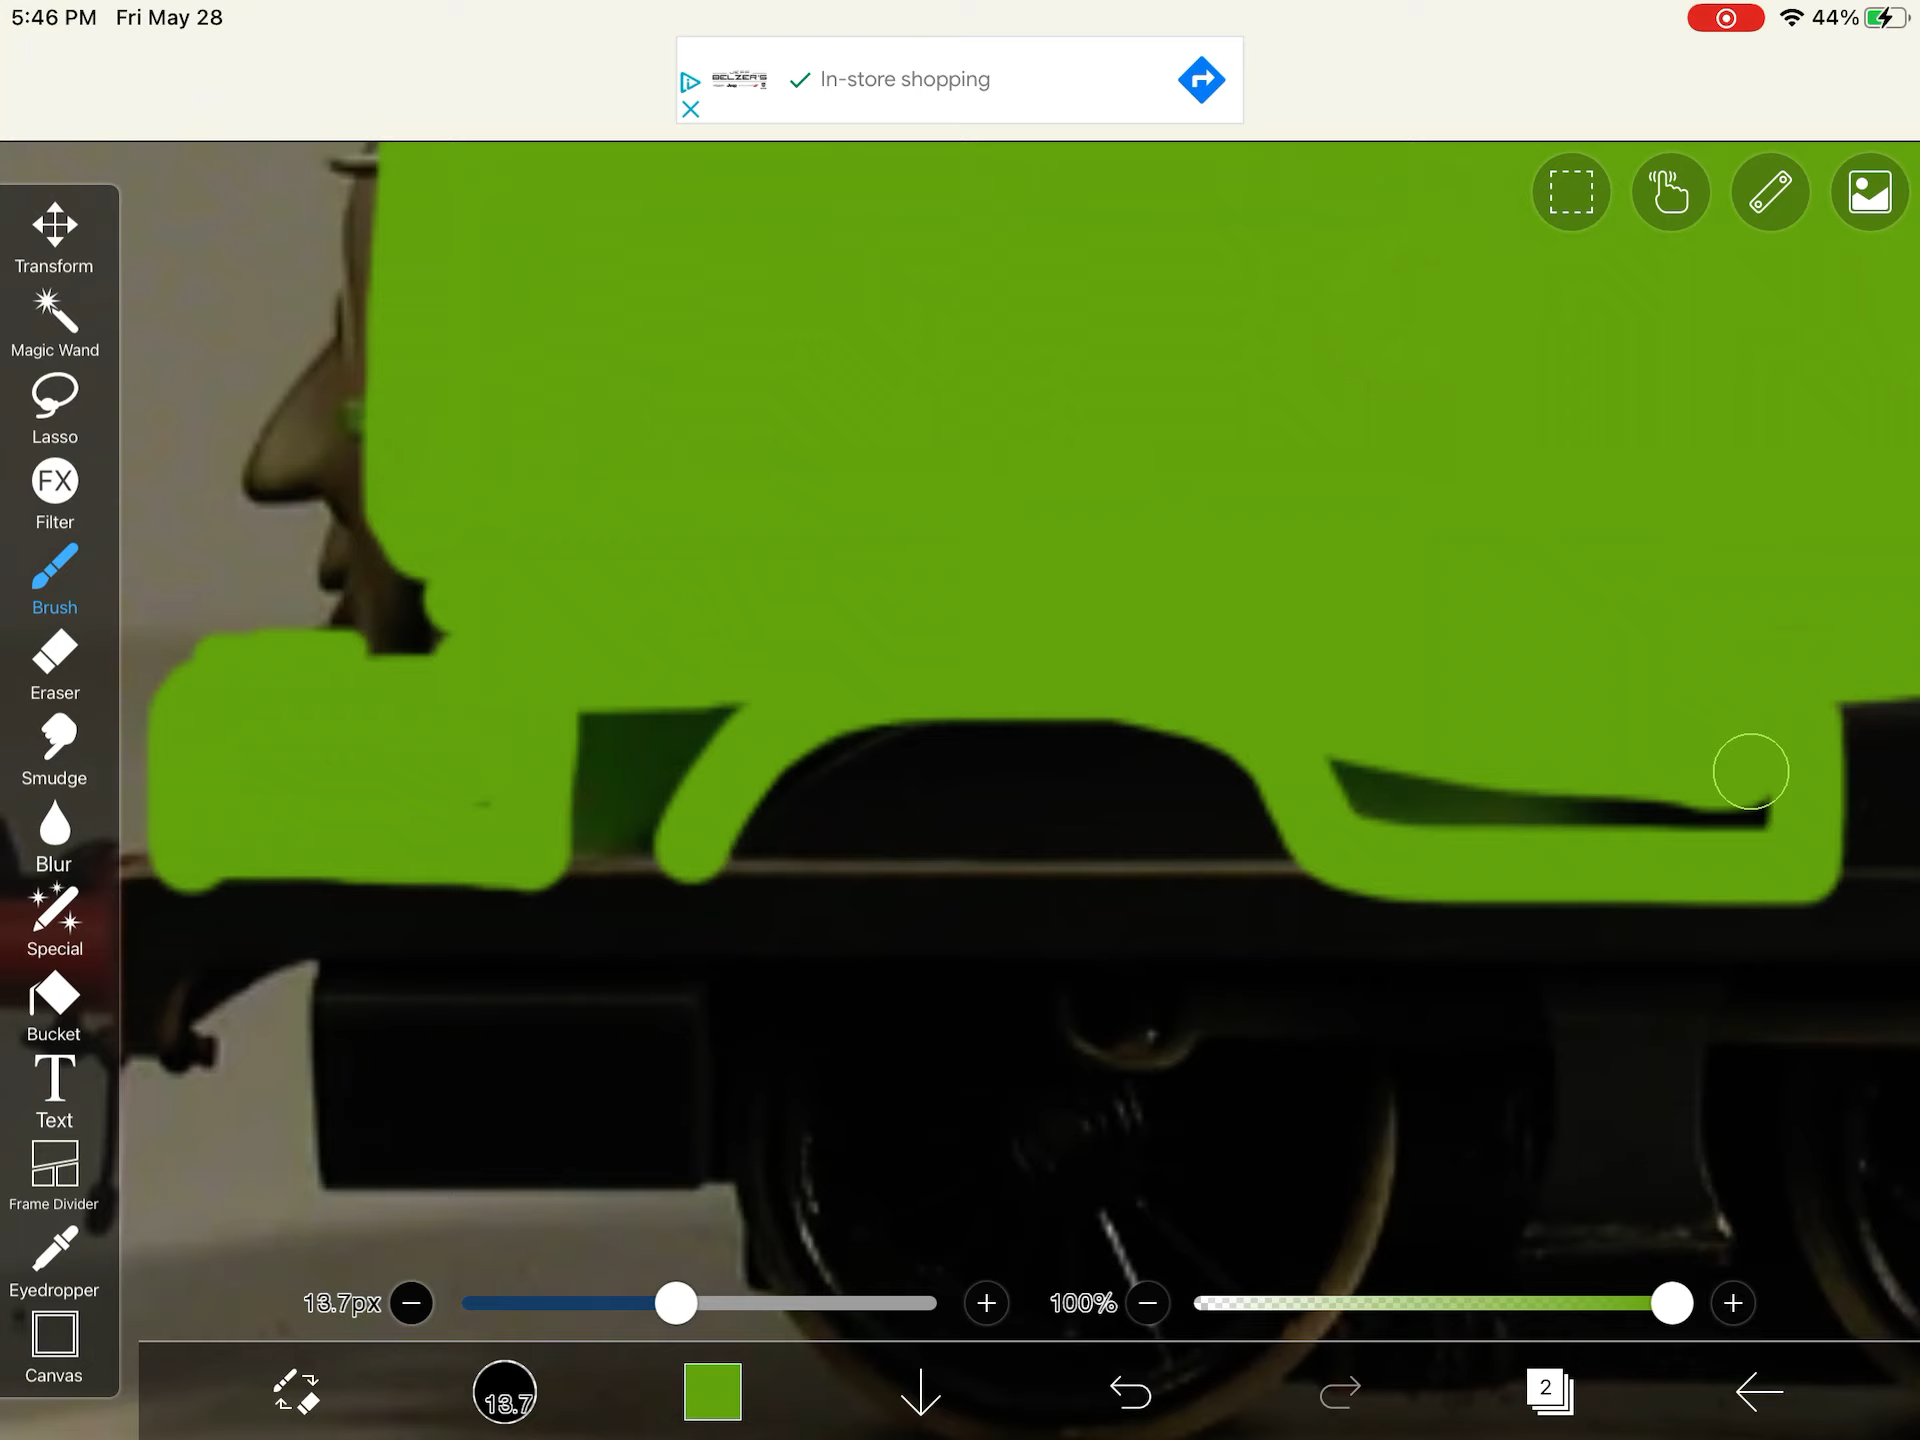 5:46 PM Fri May 28
44%
BELZER'S
In-store shopping
Transform
Magic Wand
Lasso
FX
Filter
Brush
Eraser
Smudge
Blur
Special
Bucket
T
Text
Frame Divider
Eyedropper
Canvas
13.7px
100%
13.7
2